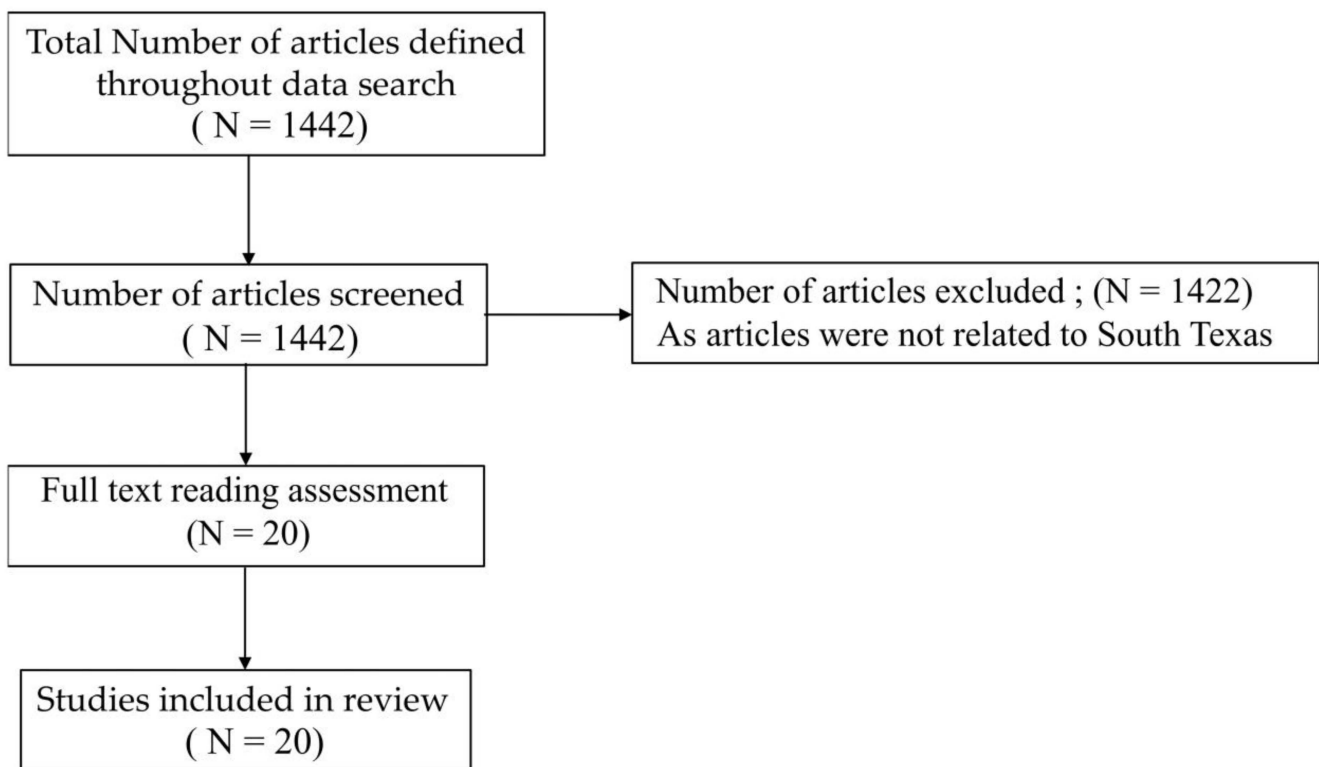 Total Number of articles defined
throughout data search
( N = 1442)
Number of articles screened
( N = 1442)
Number of articles excluded ; (N = 1422)
As articles were not related to South Texas
Full text reading assessment
(N = 20)
Studies included in review
( N = 20)